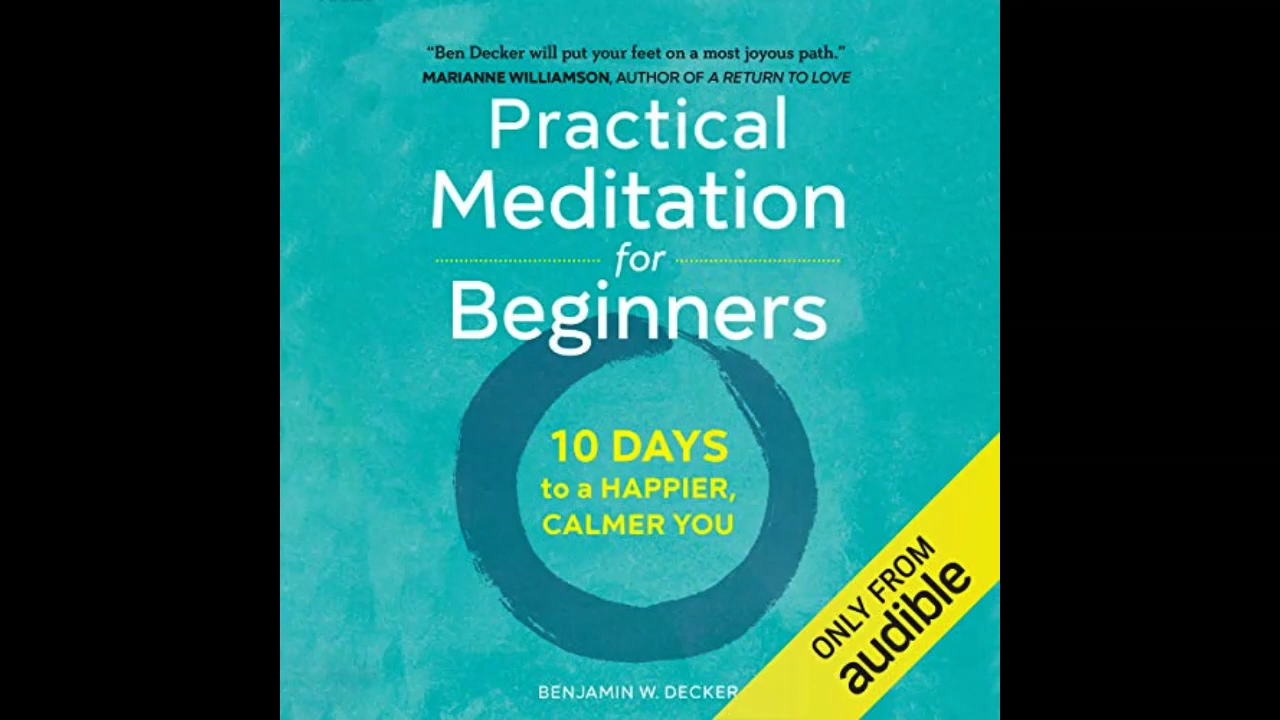 “Ben Decker will put your feet on a most joyous path.”
MARIANNE WILLIAMSON, AUTHOR OF A RETURN TO LOVE
Practical
Meditation
for
Beginners
10 DAYS
to a HAPPIER,
CALMER YOU
BENJAMIN W. DECKER
ONLY FROM
audible